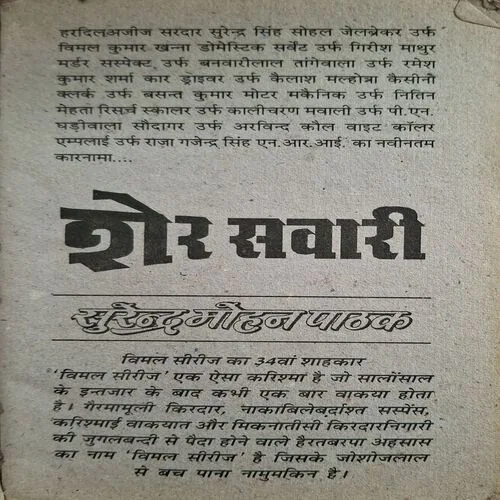 हरदिलअजीज सरदार सुरेन्द्र सिंह सोहल जेलब्रेकर उर्फ
विमल कुमार खन्ना डोमेस्टिक सर्वेंट उर्फ गिरीश माथुर
मर्डर सस्पेक्ट उर्फ बनवारीलाल तांगेवाला उर्फ रमेश
कुमार शर्मा कार ड्राइवर उर्फ कैलाश मल्होत्रा कैसीनो
क्लर्क उर्फ बसन्त कुमार मोटर मकैनिक उर्फ नितिन
मेहता रिसर्च स्कालर उर्फ कालीचरण मवाली उर्फ पी.एन.
घड़ीवाला सौदागर उर्फ अरविन्द कौल वाइट कॉलर
एम्पलाई उर्फ राजा गजेन्द्र सिंह एन.आर.आई. का नवीनतम
कारनामा....
शेर सवारी
सुरेन्द्र मोहन पाठक
विमल सीरीज का 34वां शाहकार
'विमल सीरीज' एक ऐसा करिश्मा है जो सालोंसाल
के इन्तजार के बाद कभी एक बार वाकया होता
है। गैरमामूली किरदार, नाकाबिलेबर्दाश्त सस्पेंस,
करिश्माई वाकयात और मिकनातीसी किरदारनिगारी
की जुगलबन्दी से पैदा होने वाले हैरतबरपा अहसास
का नाम 'विमल सीरीज' है जिसके जोशोजलाल
से बच पाना नामुमकिन है।